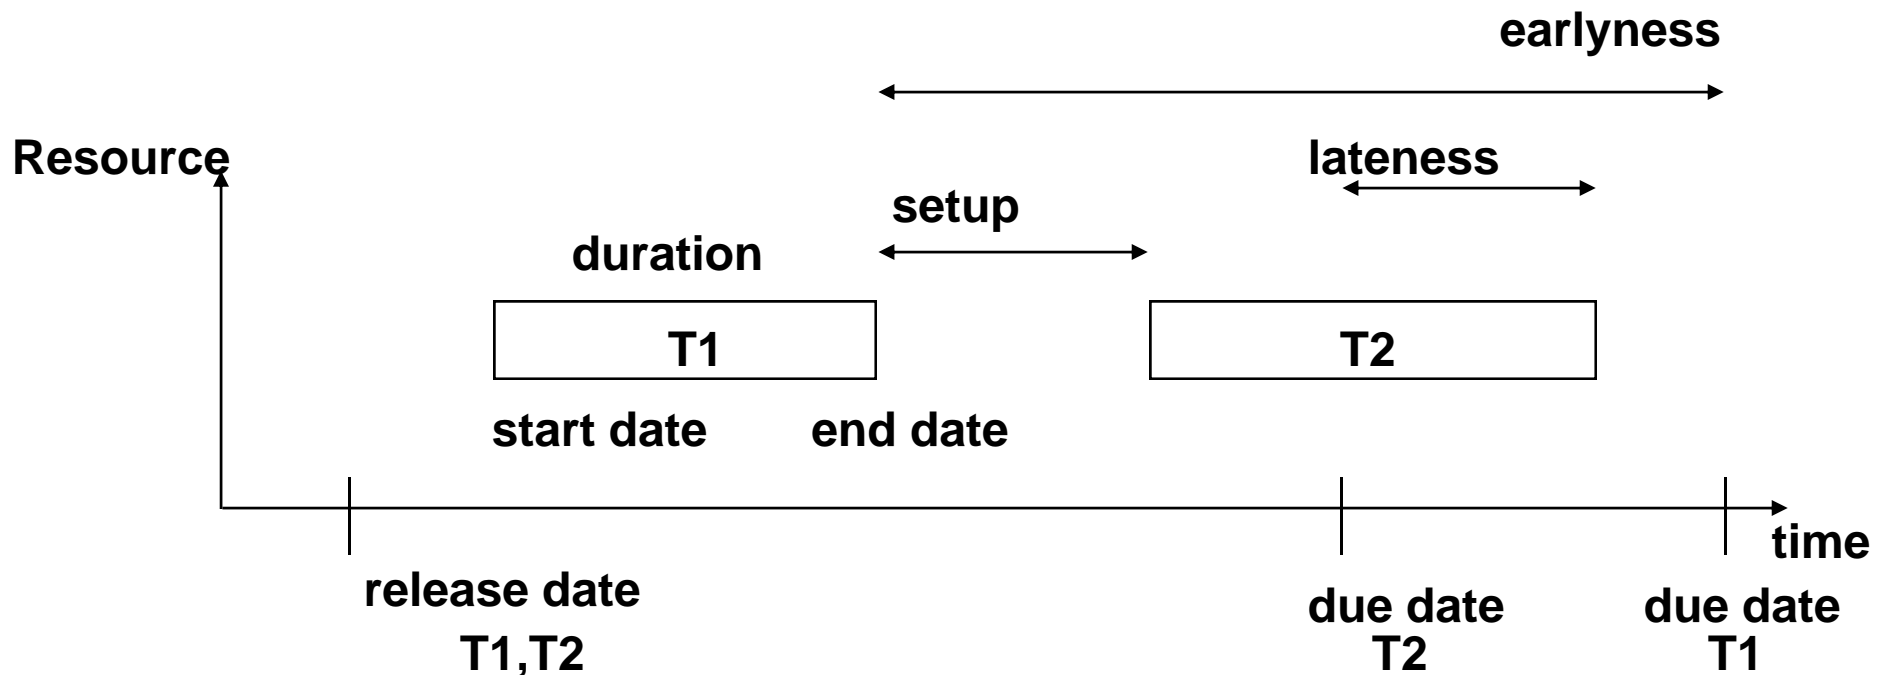 earlyness
Resource
lateness
setup
duration
T1
T2
start date
end date
time
release date
T1,T2
due date
T2
due date
T1